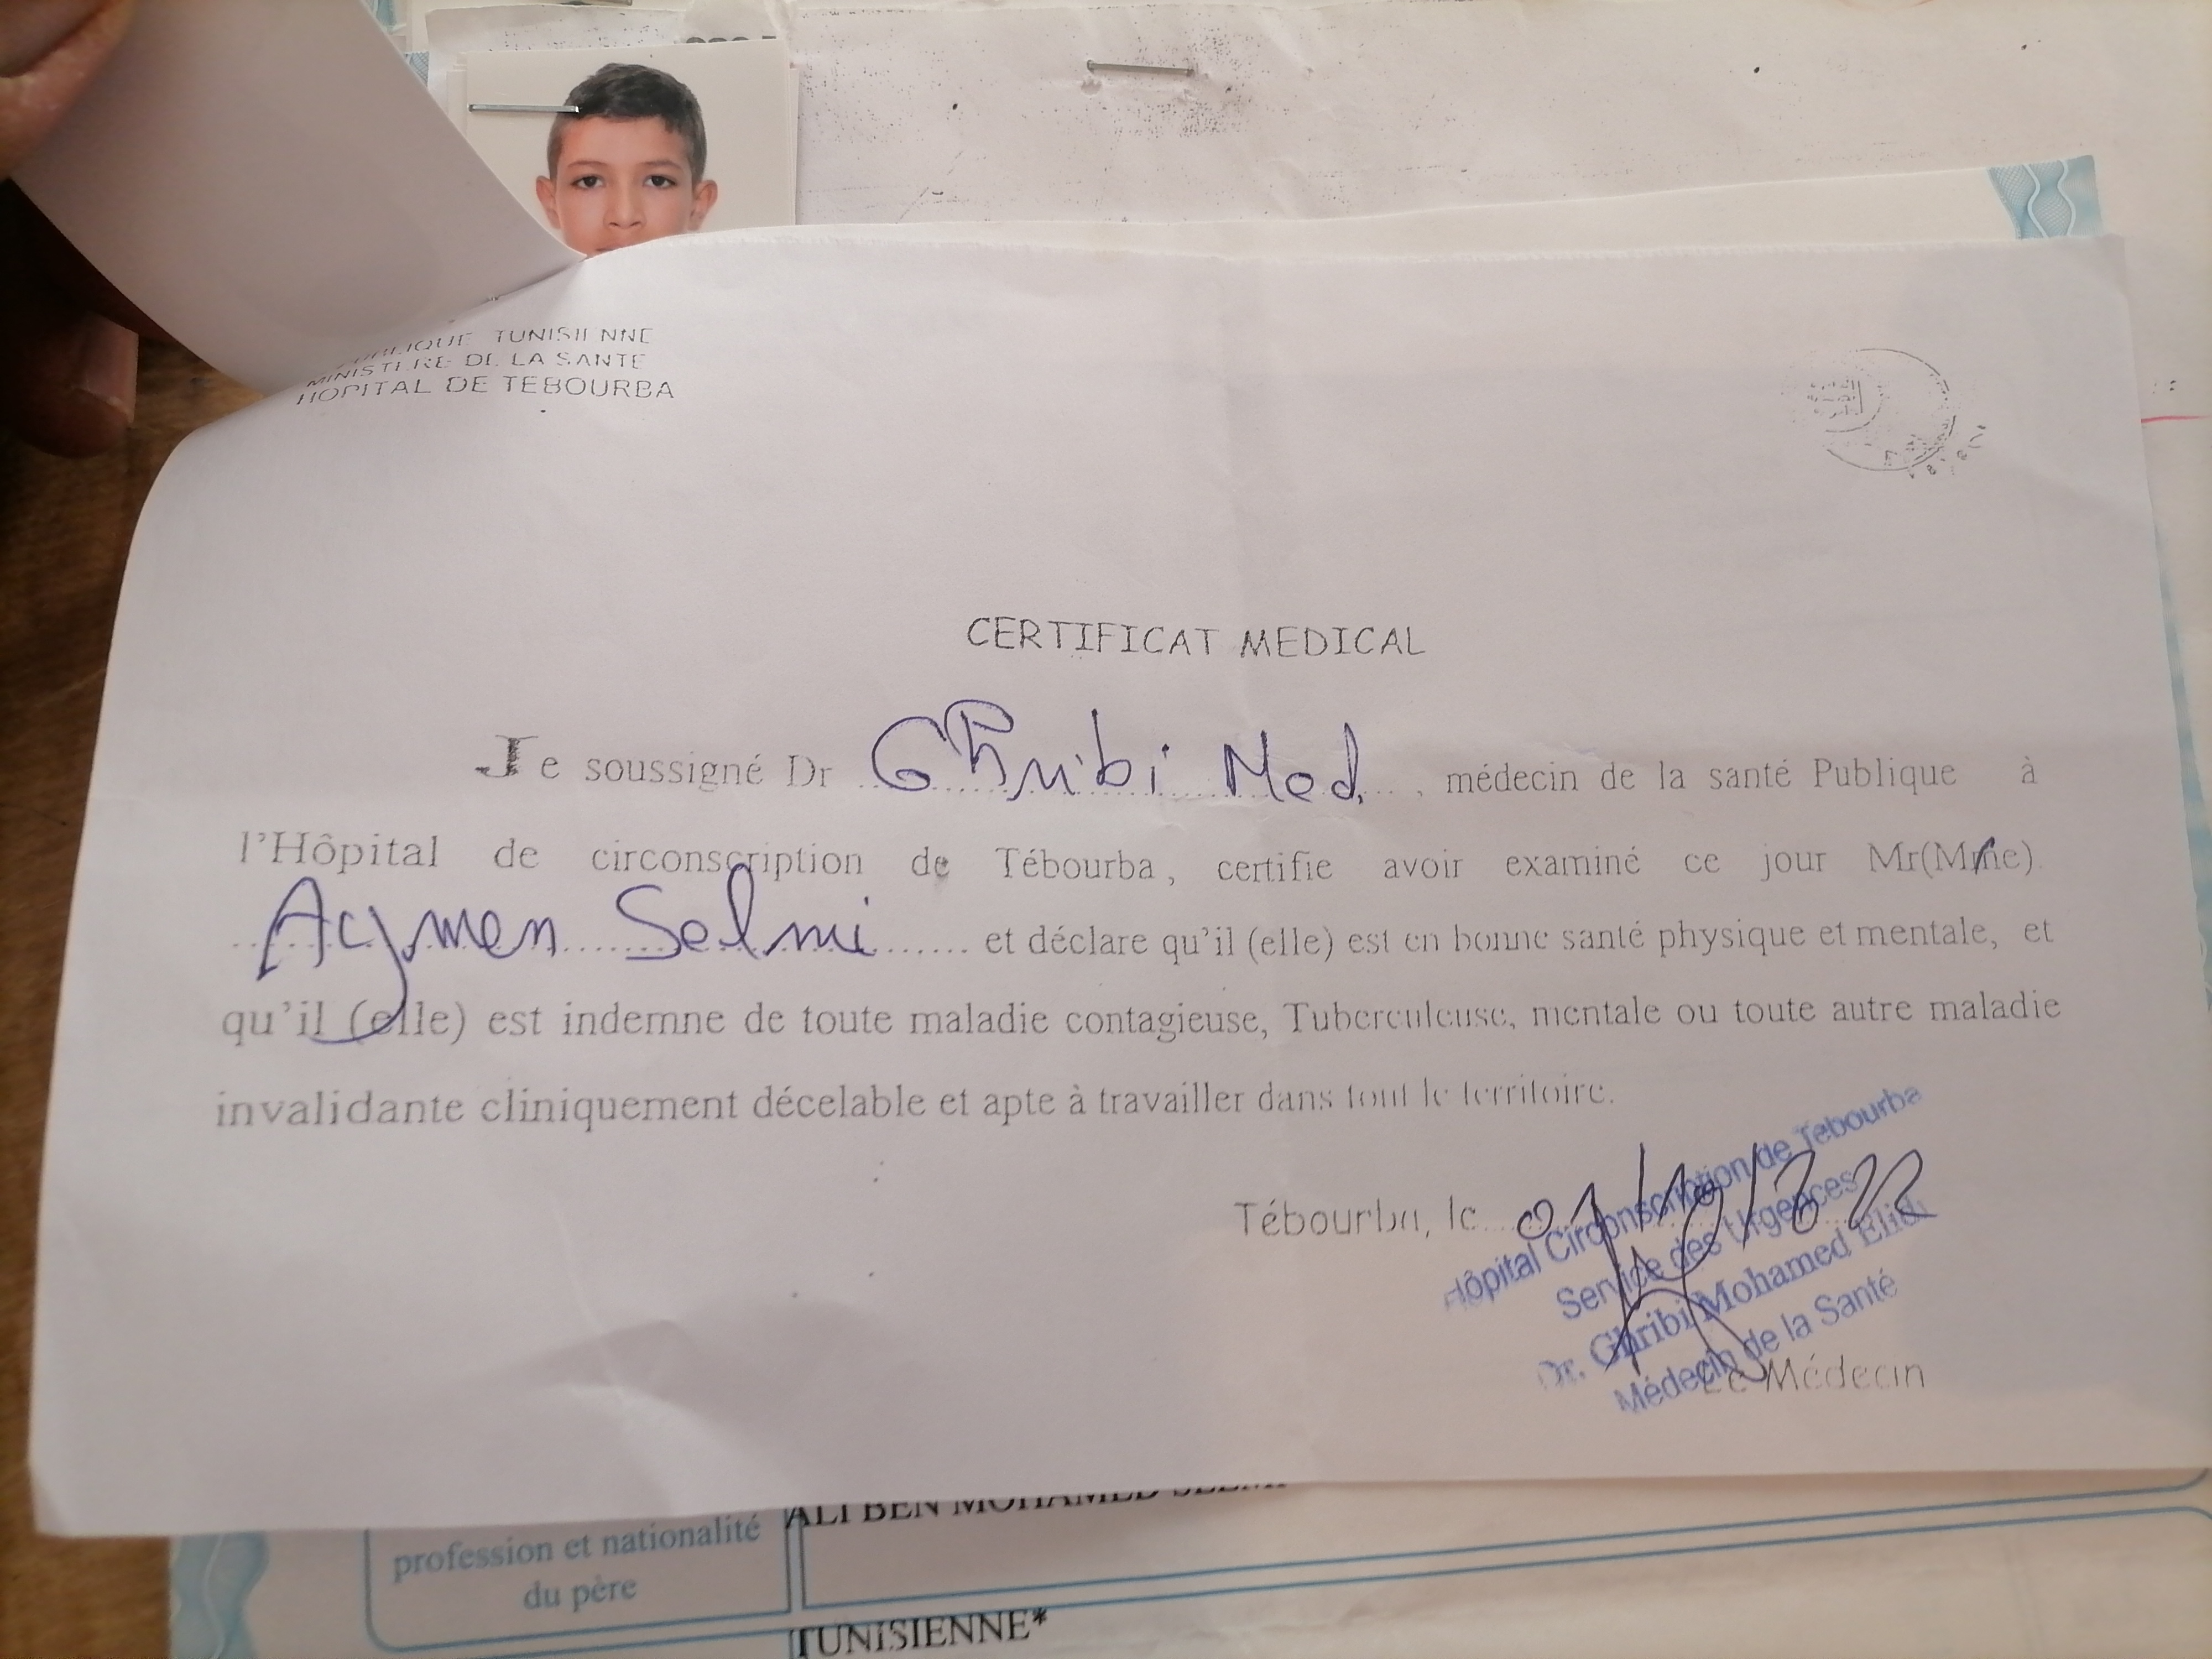 TUNISIENNE
MINISTERE DE LA SANTE
HOPITAL DE TEBOURBA
CERTIFICAT MEDICAL
Je soussigné Dr Ghribi Med, médecin de la santé Publique à
l'Hôpital de circonscription de Tébourba, certifie avoir examiné ce jour Mr(Mme)
Aymen Selmi et déclare qu'il (elle) est en bonne santé physique et mentale, et
qu'il (elle) est indemne de toute maladie contagieuse, Tuberculeuse, mentale ou toute autre maladie
invalidante cliniquement décelable et apte à travailler dans tout le territoire.
Tébourba, le
Hôpital Circonscription de Tebourba
Service des Urgences
Dr. Ghribi Mohamed
Médecin de la Santé
Le Médecin
ALI BEN MOHAMED SELMI
profession et nationalité
du père
TUNISIENNE*